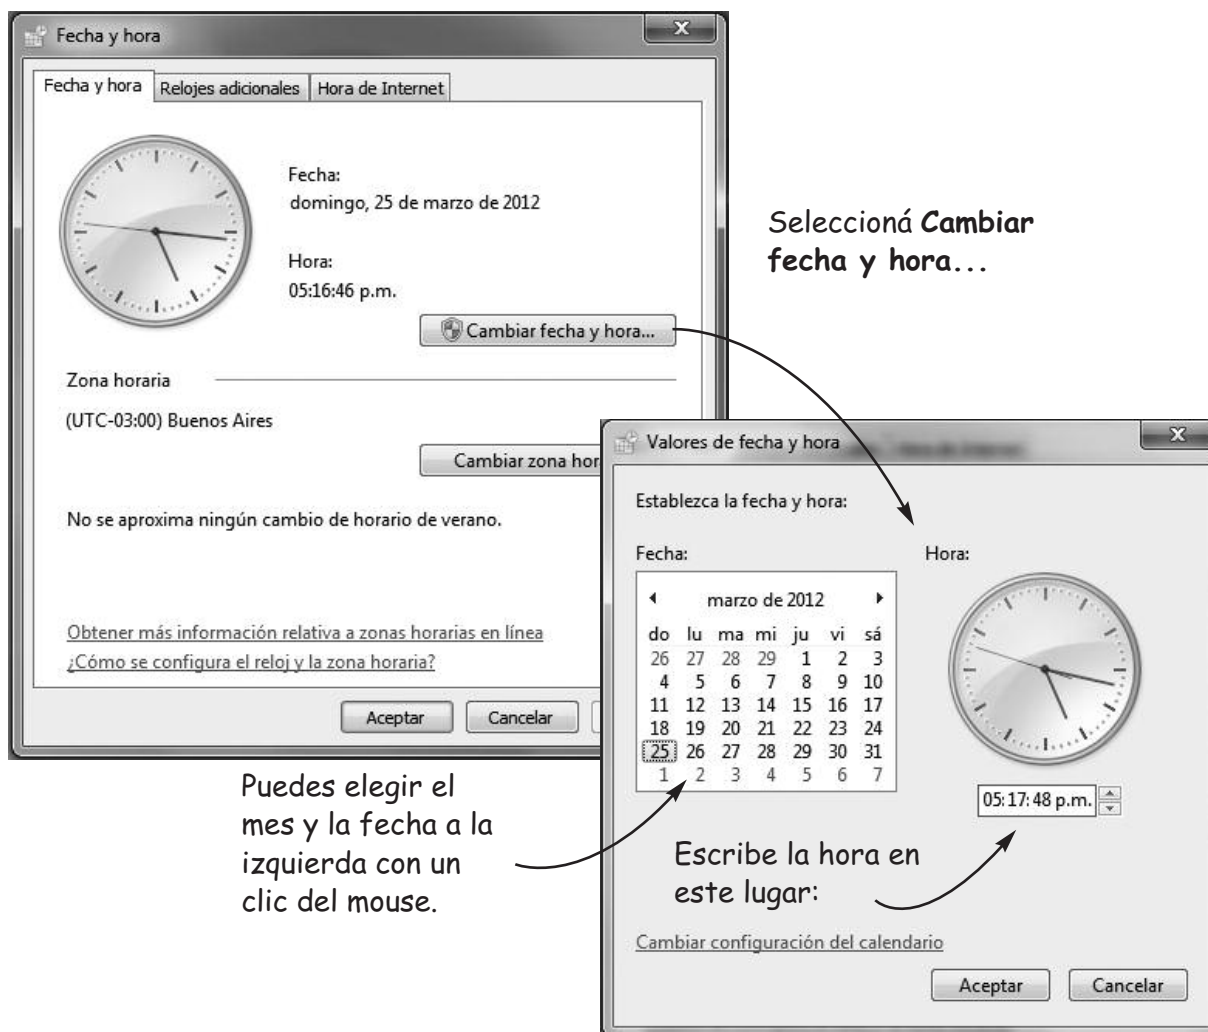 Fecha y hora
Fecha y hora
Relojes adicionales
Hora de Internet
Fecha:
domingo, 25 de marzo de 2012
Hora:
05:16:46 p.m.
Cambiar fecha y hora...
Zona horaria
(UTC-03:00) Buenos Aires
Cambiar zona hor
No se aproxima ningún cambio de horario de verano.
Obtener más información relativa a zonas horarias en línea
¿Cómo se configura el reloj y la zona horaria?
Aceptar
Cancelar
Seleccioná Cambiar
fecha y hora...
Valores de fecha y hora
Establezca la fecha y hora:
Fecha:
marzo de 2012
do lu ma mi ju vi sá
26 27 28 29 1 2 3
4 5 6 7 8 9 10
11 12 13 14 15 16 17
18 19 20 21 22 23 24
25 26 27 28 29 30 31
1 2 3 4 5 6 7
Hora:
05:17:48 p.m.
Puedes elegir el
mes y la fecha a la
izquierda con un
clic del mouse.
Escribe la hora en
este lugar:
Cambiar configuración del calendario
Aceptar
Cancelar